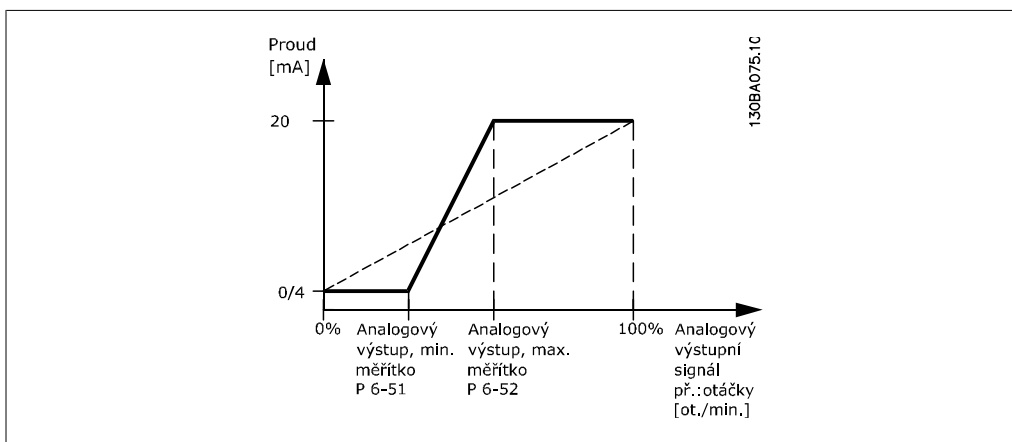 Proud
[mA]
130BA075.10
20
0/4
0%
Analogový
výstup, min.
měřítko
P 6-51
Analogový
výstup, max.
měřítko
P 6-52
100%
Analogový
výstupní
signál
př.:otáčky
[ot./min.]